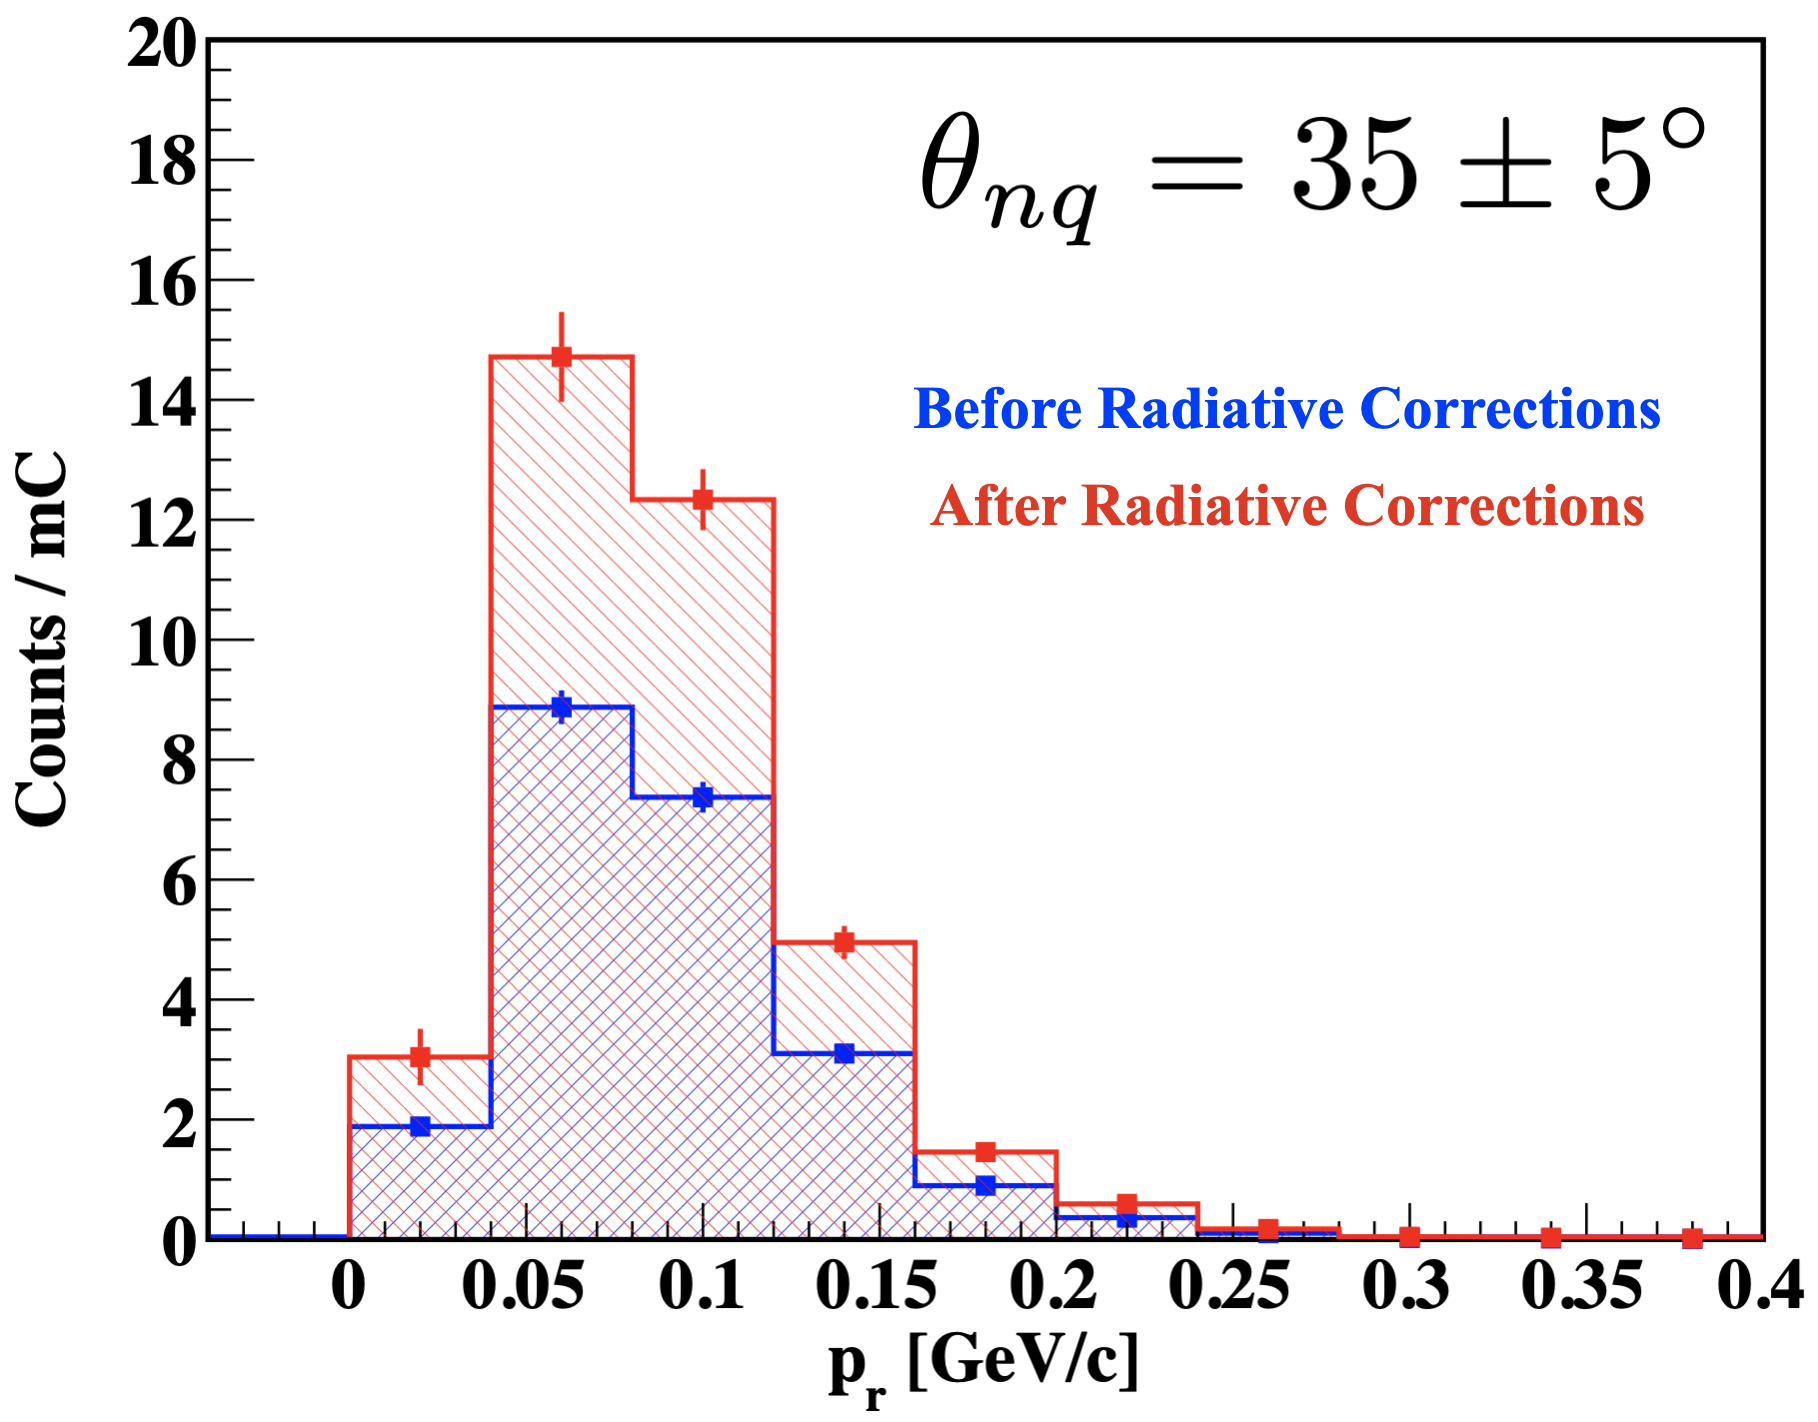 20
18
16
14
12
10
8
6
4
2
0
Counts / mC
θnq = 35 ± 5°
Before Radiative Corrections
After Radiative Corrections
0 0.05 0.1 0.15 0.2 0.25 0.3 0.35 0.4
pr [GeV/c]